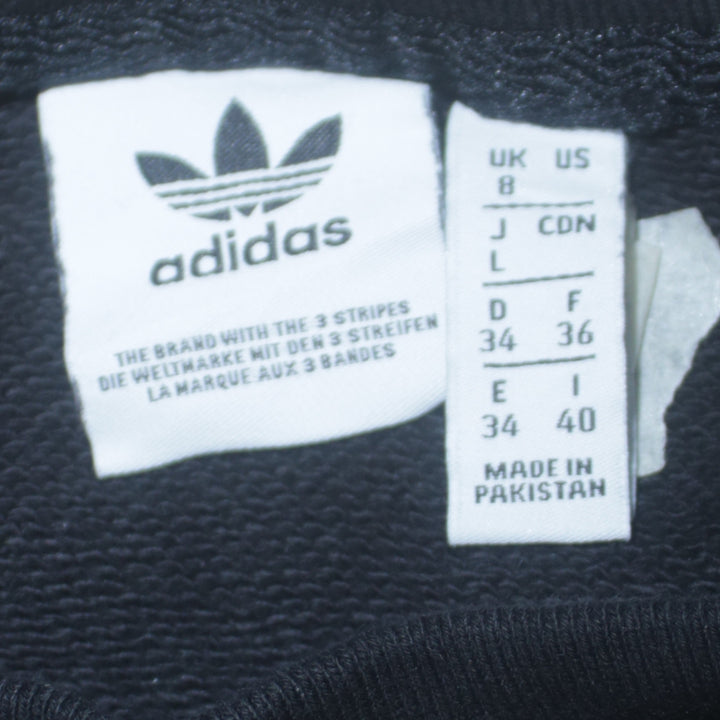 adidas
THE BRAND WITH THE 3 STRIPES
DIE WELTMARKE MIT DEN 3 STREIFEN
LA MARQUE AUX 3 BANDES
UK US
8
J CDN
L
D F
34 36
E I
34 40
MADE IN
PAKISTAN